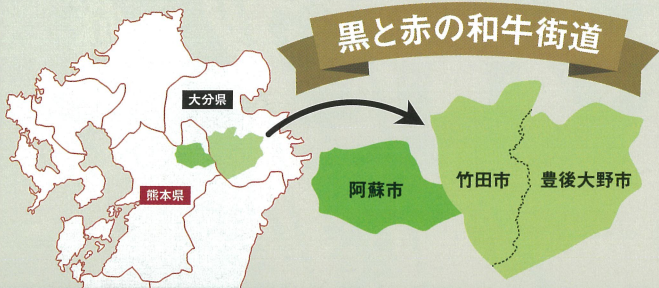 黒と赤の和牛街道
大分県
熊本県
阿蘇市
竹田市
豊後大野市